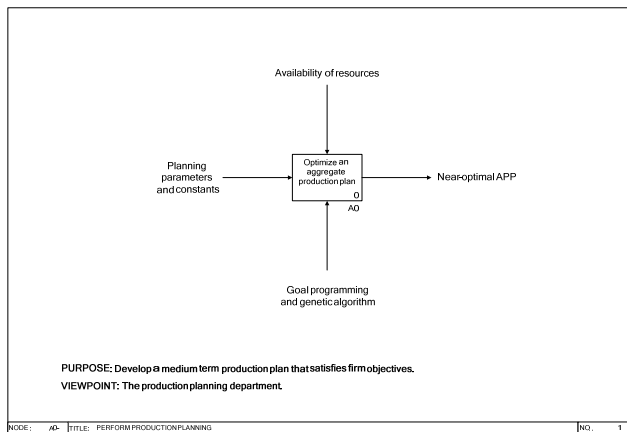 Availability of resources
Planning
parameters
and constants
Optimize an
aggregate
production plan
0
A0
Near-optimal APP
Goal programming
and genetic algorithm
PURPOSE: Develop a medium term production plan that satisfies firm objectives.
VIEWPOINT: The production planning department.
NODE: A0- TITLE: PERFORM PRODUCTION PLANNING NO. 1